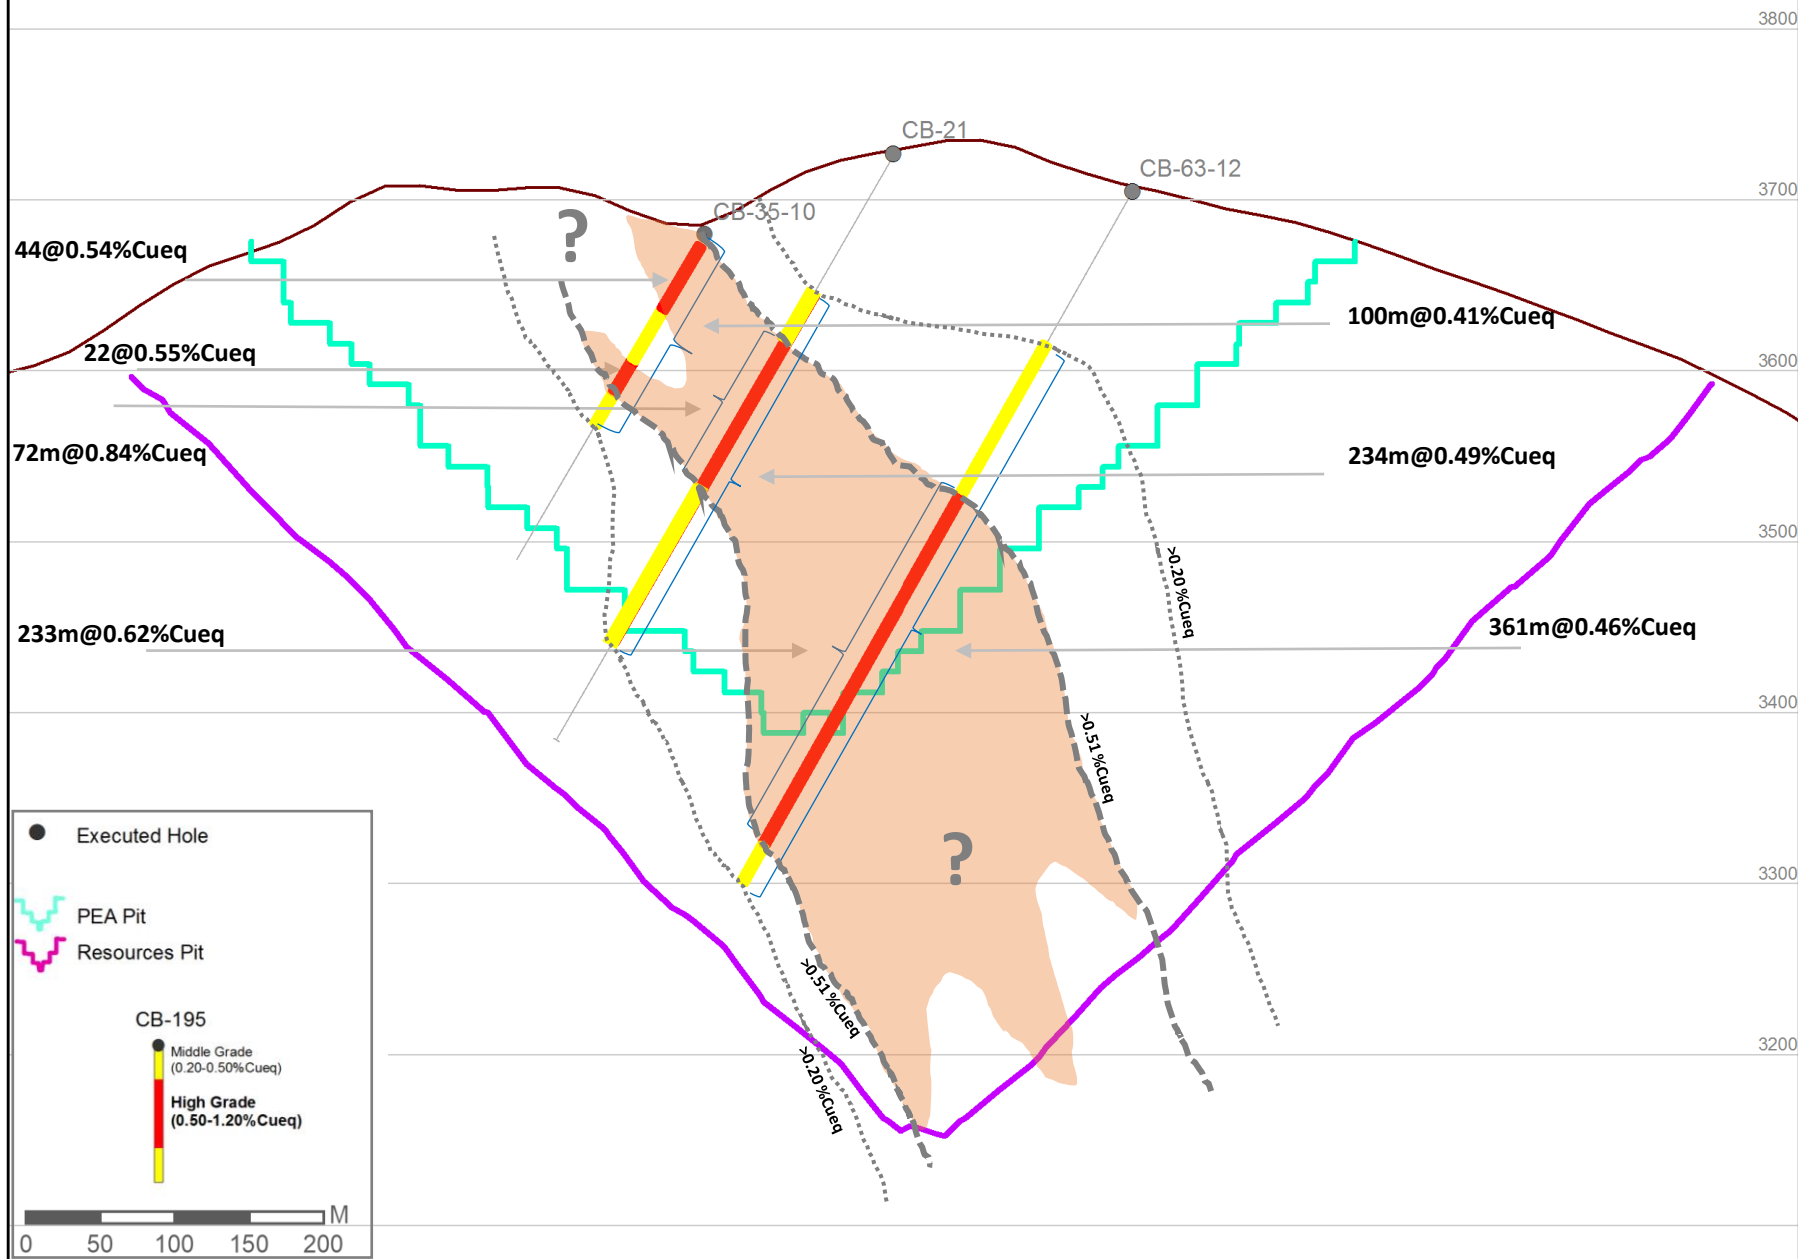 3800
CB-21
CB-63-12
3700
CB-35-10
?
44@0.54%Cueq
100m@0.41%Cueq
22@0.55%Cueq
3600
72m@0.84%Cueq
234m@0.49%Cueq
3500
>0.20%Cueq
233m@0.62%Cueq
361m@0.46%Cueq
3400
>0.51%Cueq
?
3300
>0.51%Cueq
3200
>0.20%Cueq
Executed Hole
PEA Pit
Resources Pit
CB-195
Middle Grade
(0.20-0.50%Cueq)
High Grade
(0.50-1.20%Cueq)
M
0 50 100 150 200